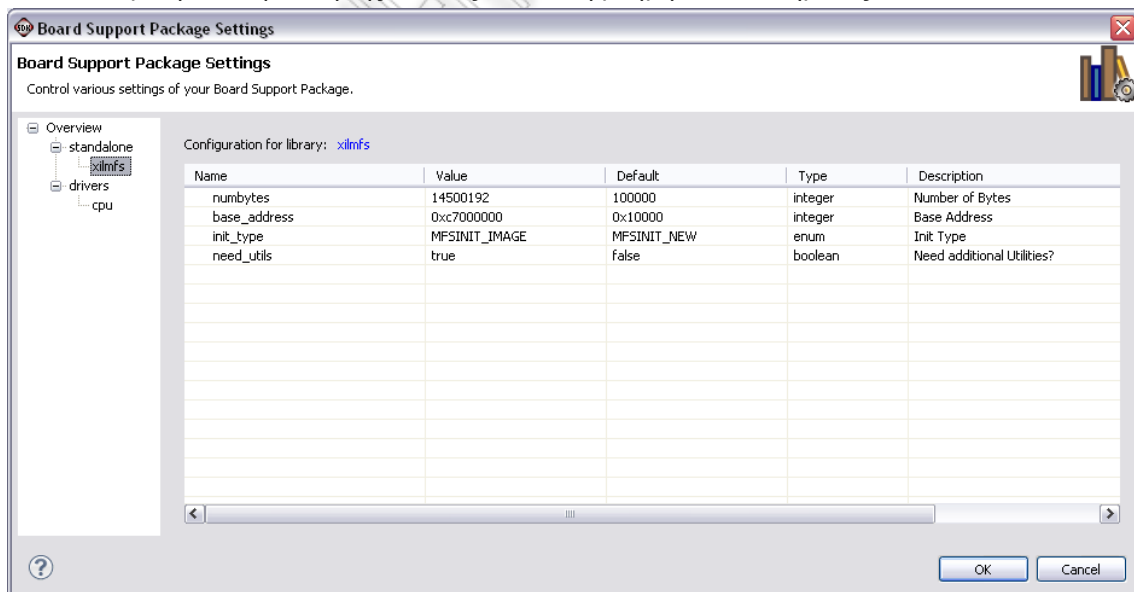 SDK Board Support Package Settings
Board Support Package Settings
Control various settings of your Board Support Package.
Overview
standalone
xilmfs
drivers
cpu
Configuration for library: xilmfs
Name Value Default Type Description
numbytes 14500192 100000 integer Number of Bytes
base_address 0xc7000000 0x10000 integer Base Address
init_type MFSINIT_IMAGE MFSINIT_NEW enum Init Type
need_utils true false boolean Need additional Utilities?
?
OK Cancel